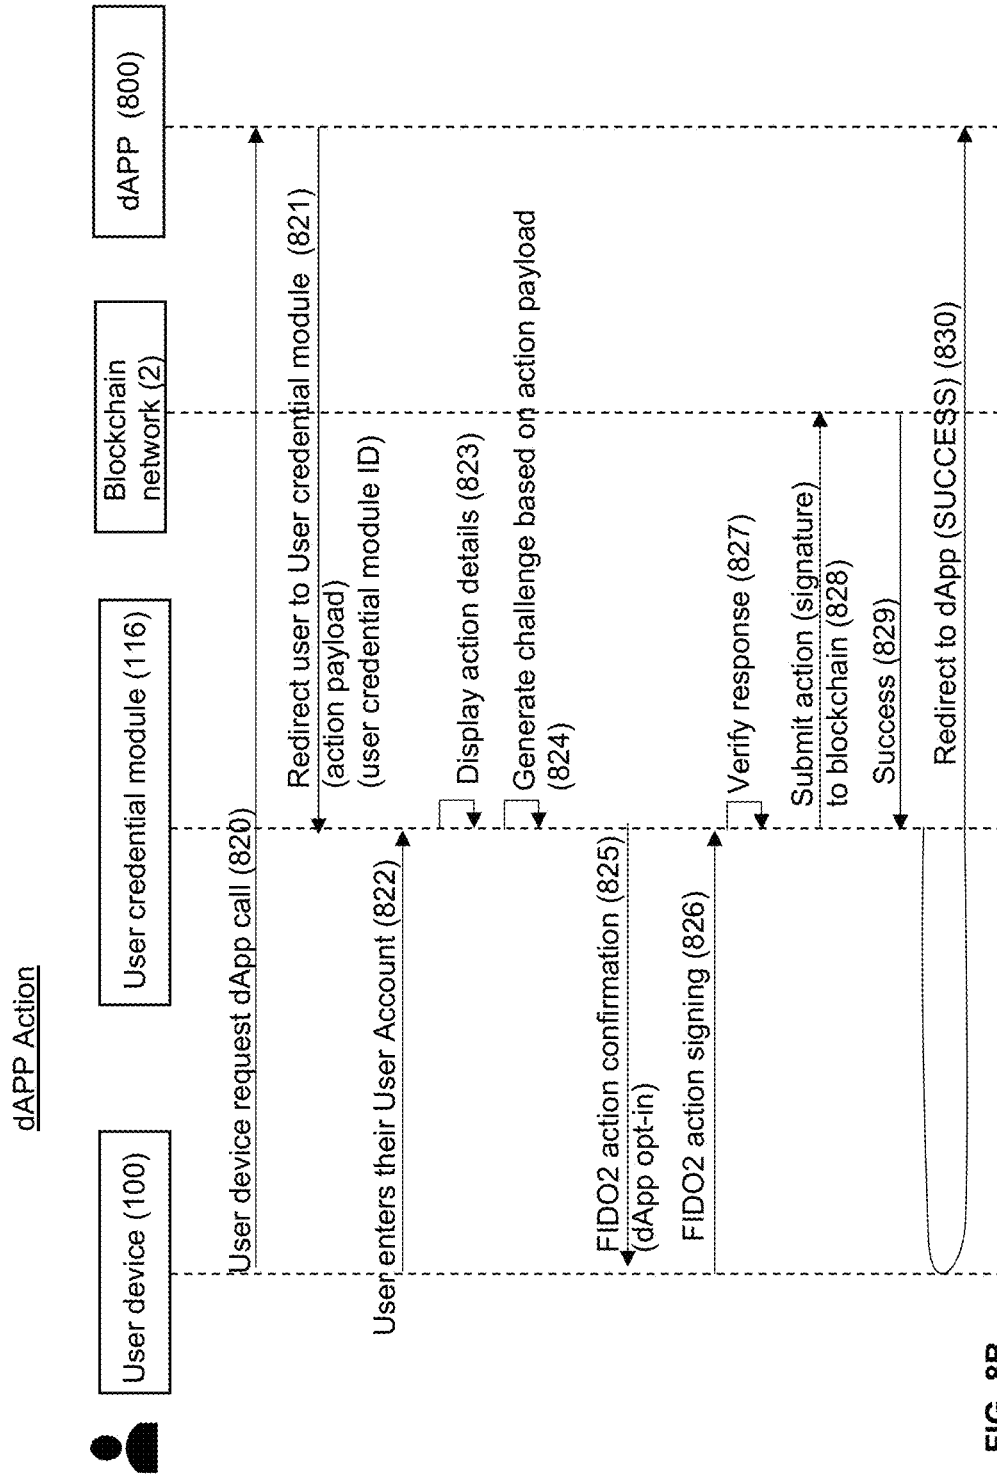 dAPP Action
User device (100)
User credential module (116)
Blockchain
network (2)
dAPP (800)
User device request dApp call (820)
Redirect user to User credential module (821)
(action payload)
(user credential module ID)
User enters their User Account (822)
Display action details (823)
Generate challenge based on action payload
(824)
FIDO2 action confirmation (825)
(dApp opt-in)
FIDO2 action signing (826)
Verify response (827)
Submit action (signature)
to blockchain (828)
Success (829)
Redirect to dApp (SUCCESS) (830)
FIG. 8B